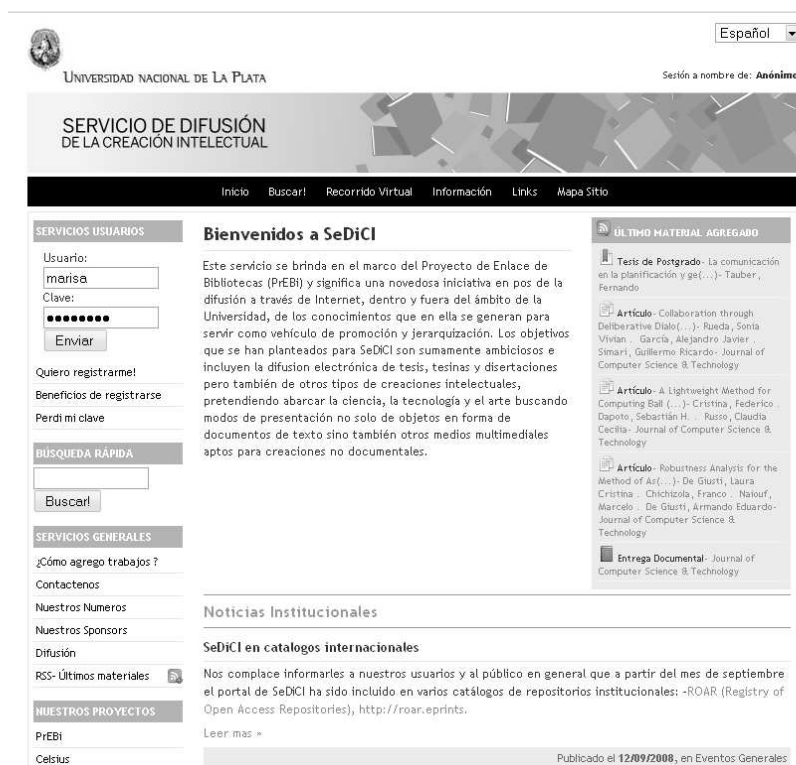 Español
UNIVERSIDAD NACIONAL DE LA PLATA
Sesión a nombre de: Anónimo
SERVICIO DE DIFUSIÓN
DE LA CREACIÓN INTELECTUAL
Inicio Buscar! Recorrido Virtual Información Links Mapa Sitio
SERVICIOS USUARIOS
Usuario:
marisa
Clave:
●●●●●●●●
Enviar
Quiero registrarme!
Beneficios de registrarse
Perdi mi clave
BÚSQUEDA RÁPIDA
Buscar!
SERVICIOS GENERALES
¿Cómo agrego trabajos ?
Contactenos
Nuestros Numeros
Nuestros Sponsors
Difusión
RSS- Últimos materiales
NUESTROS PROYECTOS
PrEBi
Celsius
Bienvenidos a SeDiCI
Este servicio se brinda en el marco del Proyecto de Enlace de
Bibliotecas (PrEBi) y significa una novedosa iniciativa en pos de la
difusión a través de Internet, dentro y fuera del ámbito de la
Universidad, de los conocimientos que en ella se generan para
servir como vehículo de promoción y jerarquización. Los objetivos
que se han planteados para SeDiCI son sumamente ambiciosos e
incluyen la difusion electrónica de tesis, tesinas y disertaciones
pero también de otros tipos de creaciones intelectuales,
pretendiendo abarcar la ciencia, la tecnología y el arte buscando
modos de presentación no solo de objetos en forma de
documentos de texto sino también otros medios multimediales
aptos para creaciones no documentales.
ÚLTIMO MATERIAL AGREGADO
Tesis de Postgrado- La comunicación
en la planificación y ge(...)- Tauber,
Fernando
Artículo- Collaboration through
Deliberative Dialo(...)- Rueda, Sonia
Vivian . García, Alejandro Javier .
Simari, Guillermo Ricardo- Journal of
Computer Science & Technology
Artículo- A Lightweight Method for
Computing Ball (...)- Cristina, Federico .
Dapoto, Sebastián H. . Russo, Claudia
Cecilia- Journal of Computer Science &
Technology
Artículo- Robustness Analysis for the
Method of As(...)- De Giusti, Laura
Cristina . Chichizola, Franco . Naiouf,
Marcelo . De Giusti, Armando Eduardo-
Journal of Computer Science &
Technology
Entrega Documental- Journal of
Computer Science & Technology
Noticias Institucionales
SeDiCI en catalogos internacionales
Nos complace informarles a nuestros usuarios y al público en general que a partir del mes de septiembre
el portal de SeDiCI ha sido incluido en varios catálogos de repositorios institucionales: -ROAR (Registry of
Open Access Repositories), http://roar.eprints.
Leer mas »
Publicado el 12/09/2008, en Eventos Generales